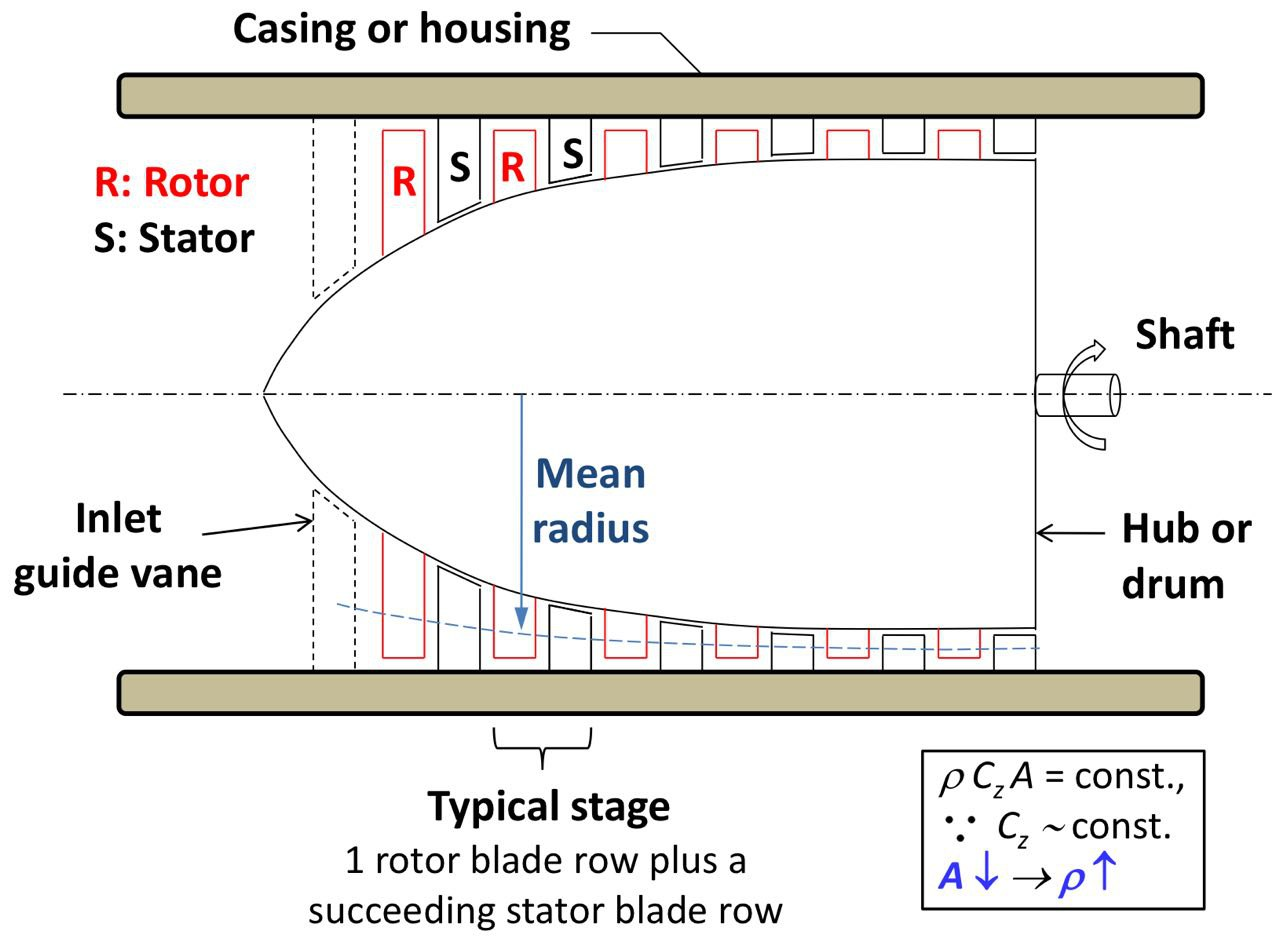 Casing or housing
R: Rotor
S: Stator
R
S
R
S
Shaft
Mean
radius
Inlet
guide vane
Hub or
drum
Typical stage
1 rotor blade row plus a
succeeding stator blade row
ρ C_z A = const.,
∵ C_z ~ const.
A ↓ → ρ ↑